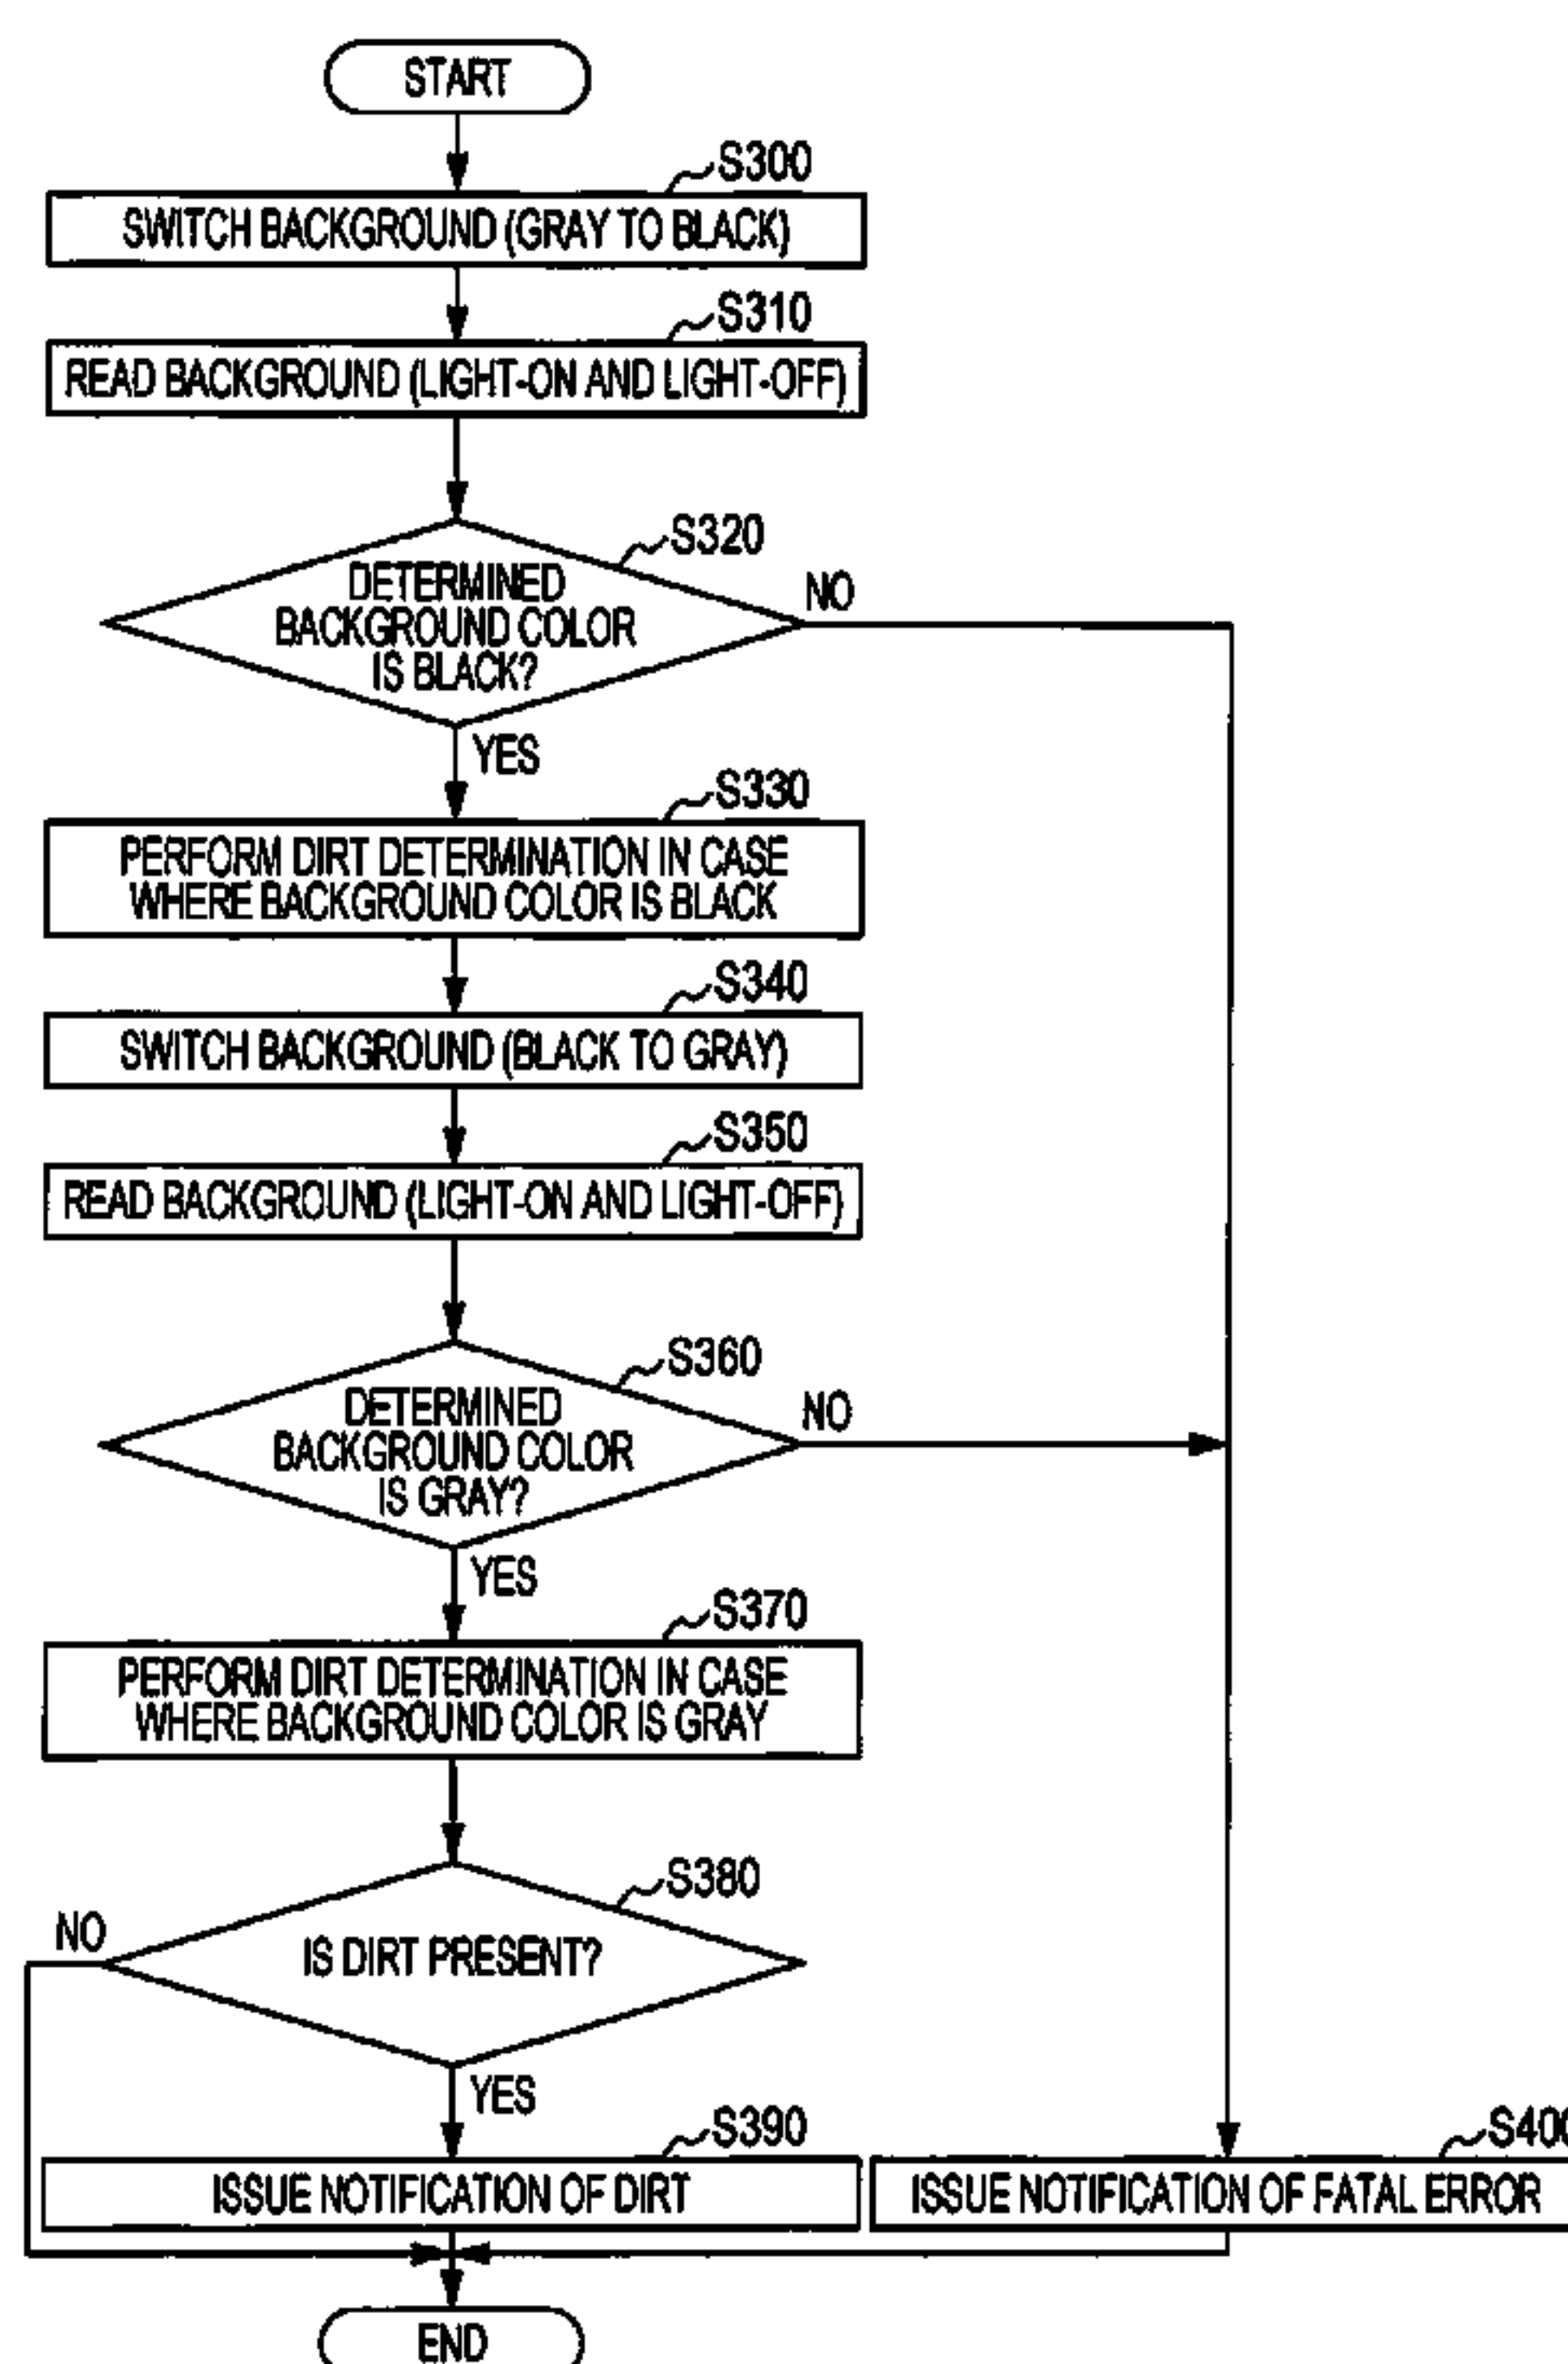 START
S300
SWITCH BACKGROUND (GRAY TO BLACK)
S310
READ BACKGROUND (LIGHT-ON AND LIGHT-OFF)
S320
DETERMINED
BACKGROUND COLOR
IS BLACK?
NO
YES
S330
PERFORM DIRT DETERMINATION IN CASE
WHERE BACKGROUND COLOR IS BLACK
S340
SWITCH BACKGROUND (BLACK TO GRAY)
S350
READ BACKGROUND (LIGHT-ON AND LIGHT-OFF)
S360
DETERMINED
BACKGROUND COLOR
IS GRAY?
NO
YES
S370
PERFORM DIRT DETERMINATION IN CASE
WHERE BACKGROUND COLOR IS GRAY
S380
IS DIRT PRESENT?
NO
YES
S390
ISSUE NOTIFICATION OF DIRT
S400
ISSUE NOTIFICATION OF FATAL ERROR
END